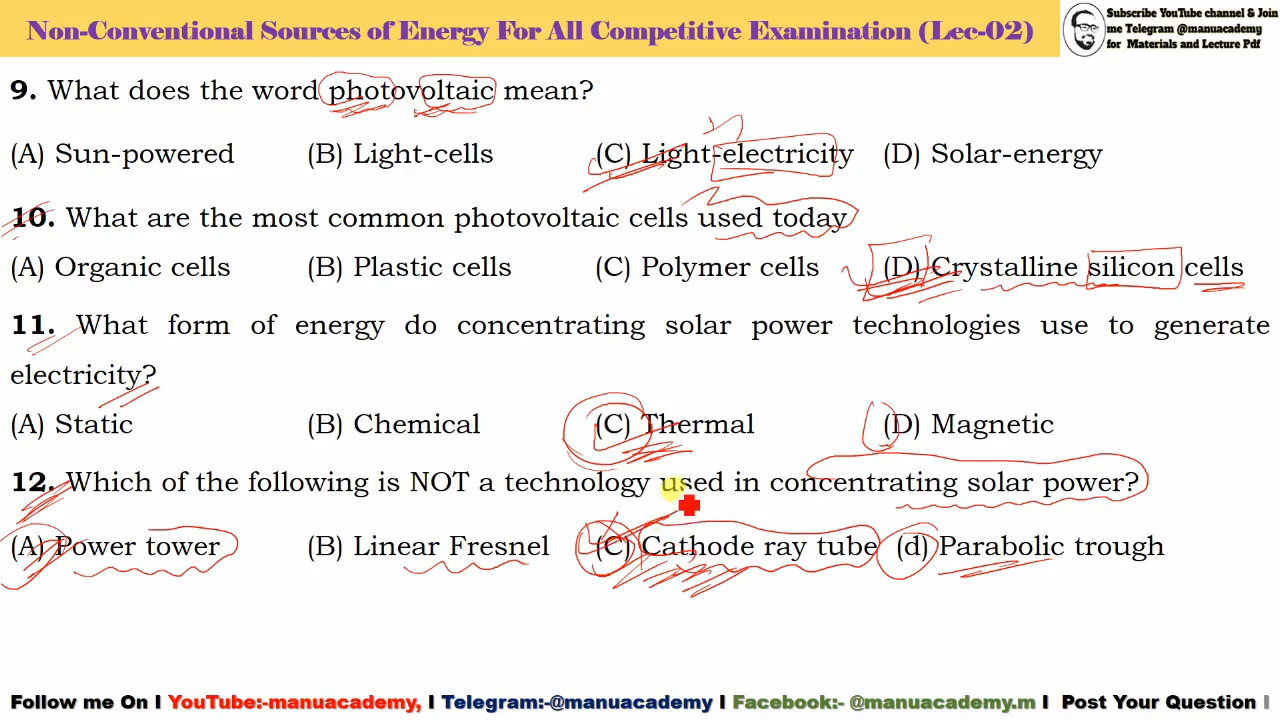 Non-Conventional Sources of Energy For All Competitive Examination (Lec-02)
Subscribe YouTube channel & Join
me Telegram @manuacademy
for Materials and Lecture Pdf
9. What does the word photovoltaic mean?
(A) Sun-powered (B) Light-cells (C) Light-electricity (D) Solar-energy
10. What are the most common photovoltaic cells used today
(A) Organic cells (B) Plastic cells (C) Polymer cells (D) Crystalline silicon cells
11. What form of energy do concentrating solar power technologies use to generate
electricity?
(A) Static (B) Chemical (C) Thermal (D) Magnetic
12. Which of the following is NOT a technology used in concentrating solar power?
(A) Power tower (B) Linear Fresnel (C) Cathode ray tube (d) Parabolic trough
Follow me On I YouTube:-manuacademy, I Telegram:-@manuacademy I Facebook:- @manuacademy.m I Post Your Question I